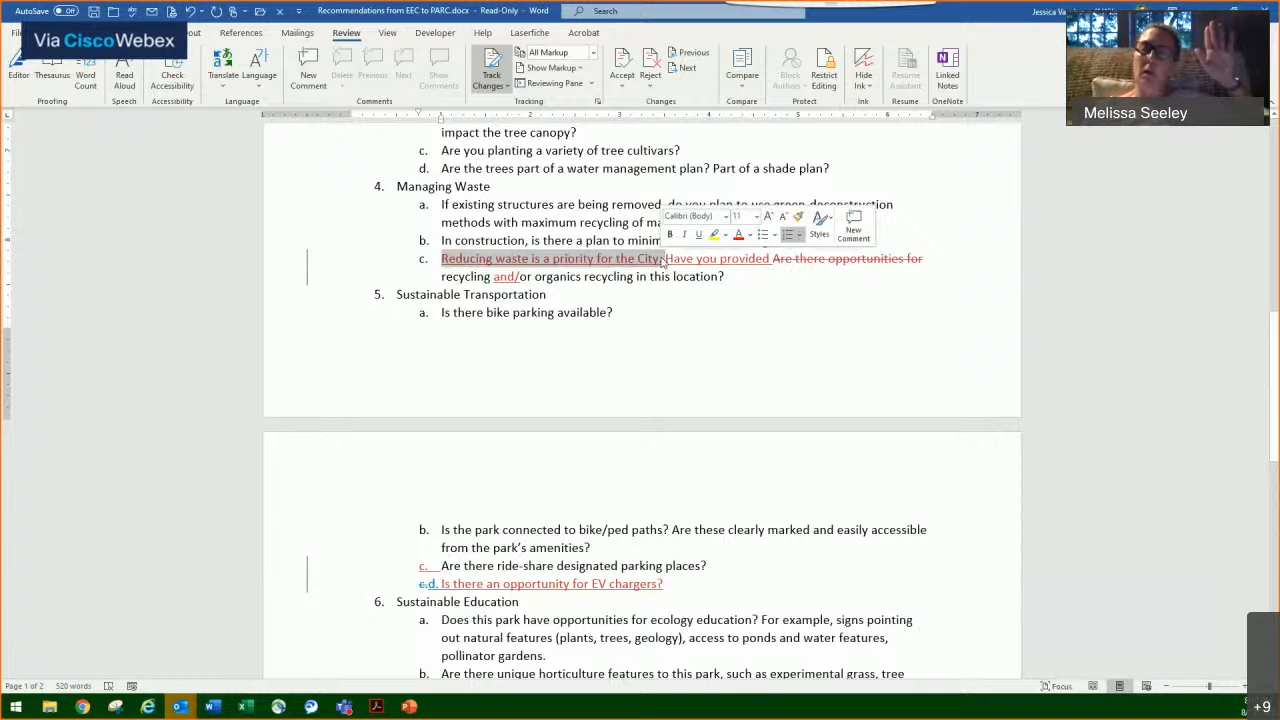 AutoSave Off
Recommendations from EEC to PARC.docx - Read-Only - Word
Search
Jessica
Via Cisco Webex
References
Mailings
Review
View
Developer
Help
Laserfiche
Acrobat
Editor
Thesaurus
Word Count
Read Aloud
Check Accessibility
Translate
Language
New Comment
Delete
Previous
Next
Show Comments
Track Changes
All Markup
Show Markup
Reviewing Pane
Accept
Reject
Previous
Next
Compare
Block Authors
Restrict Editing
Hide Ink
Resume Assistant
Linked Notes
Proofing
Speech
Accessibility
Language
Comments
Tracking
Changes
Compare
Protect
Ink
Resume
OneNote
Melissa Seeley
impact the tree canopy?
c. Are you planting a variety of tree cultivars?
d. Are the trees part of a water management plan? Part of a shade plan?
4. Managing Waste
a. If existing structures are being removed, do you plan to use green deconstruction
methods with maximum recycling of
b. In construction, is there a plan to
c. Reducing waste is a priority for the City. Have you provided Are there opportunities for
recycling and/or organics recycling in this location?
5. Sustainable Transportation
a. Is there bike parking available?
Calibri (Body)
11
B I U
Styles
New Comment
b. Is the park connected to bike/ped paths? Are these clearly marked and easily accessible
from the park's amenities?
c. Are there ride-share designated parking places?
c.d. Is there an opportunity for EV chargers?
6. Sustainable Education
a. Does this park have opportunities for ecology education? For example, signs pointing
out natural features (plants, trees, geology), access to ponds and water features,
pollinator gardens.
b. Are there unique horticulture features to this park, such as experimental grass, tree
Page 1 of 2
520 words
Focus
+9